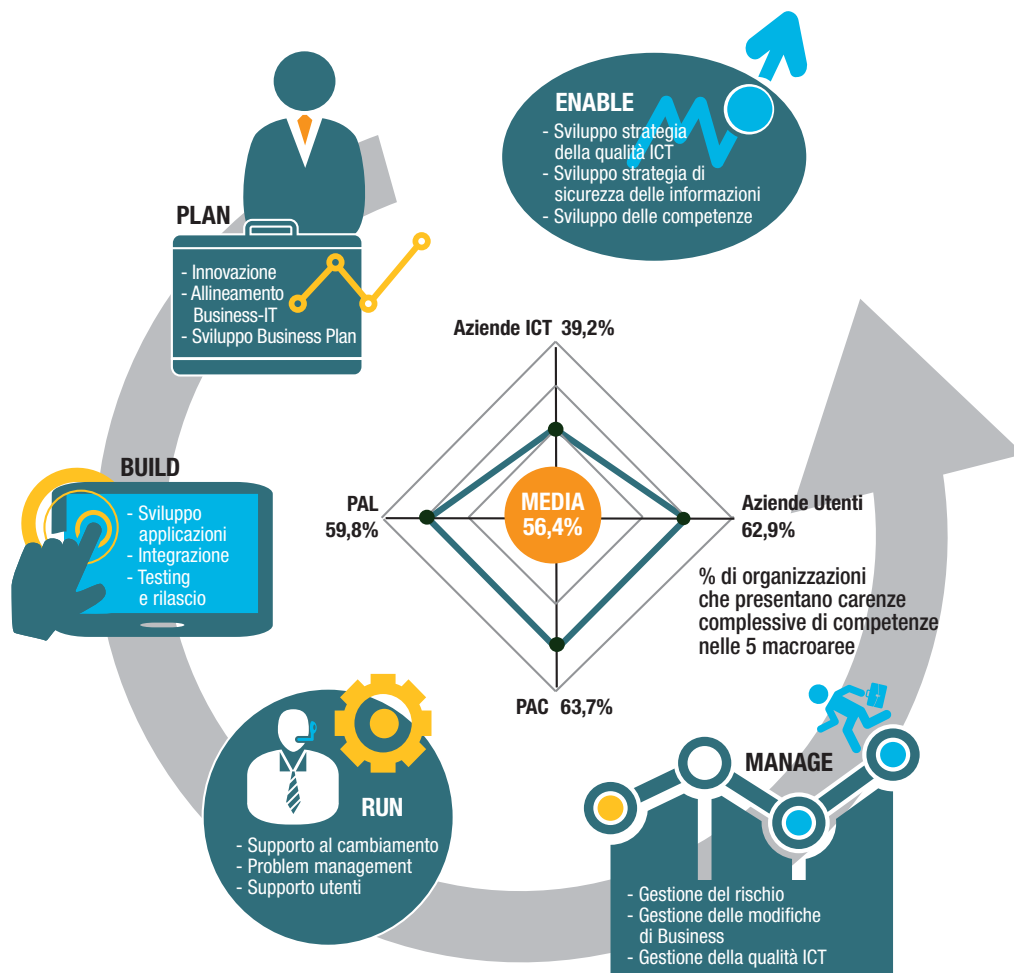 PLAN
- Innovazione
- Allineamento
Business-IT
- Sviluppo Business Plan
ENABLE
- Sviluppo strategia
della qualità ICT
- Sviluppo strategia di
sicurezza delle informazioni
- Sviluppo delle competenze
BUILD
- Sviluppo
applicazioni
- Integrazione
- Testing
e rilascio
Aziende ICT 39,2%
PAL
59,8%
MEDIA
56,4%
Aziende Utenti
62,9%
PAC 63,7%
% di organizzazioni
che presentano carenze
complessive di competenze
nelle 5 macroaree
RUN
- Supporto al cambiamento
- Problem management
- Supporto utenti
MANAGE
- Gestione del rischio
- Gestione delle modifiche
di Business
- Gestione della qualità ICT